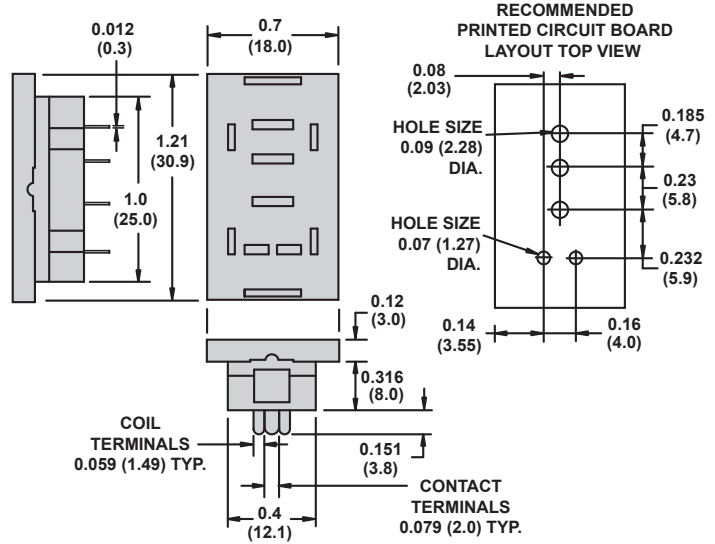 RECOMMENDED
PRINTED CIRCUIT BOARD
LAYOUT TOP VIEW
0.012
(0.3)
0.7
(18.0)
1.21
(30.9)
1.0
(25.0)
0.08
(2.03)
HOLE SIZE
0.09 (2.28)
DIA.
0.185
(4.7)
0.23
(5.8)
HOLE SIZE
0.07 (1.27)
DIA.
0.232
(5.9)
0.14
(3.55)
0.16
(4.0)
0.12
(3.0)
0.316
(8.0)
0.151
(3.8)
COIL
TERMINALS
0.059 (1.49) TYP.
CONTACT
TERMINALS
0.079 (2.0) TYP.
0.4
(12.1)